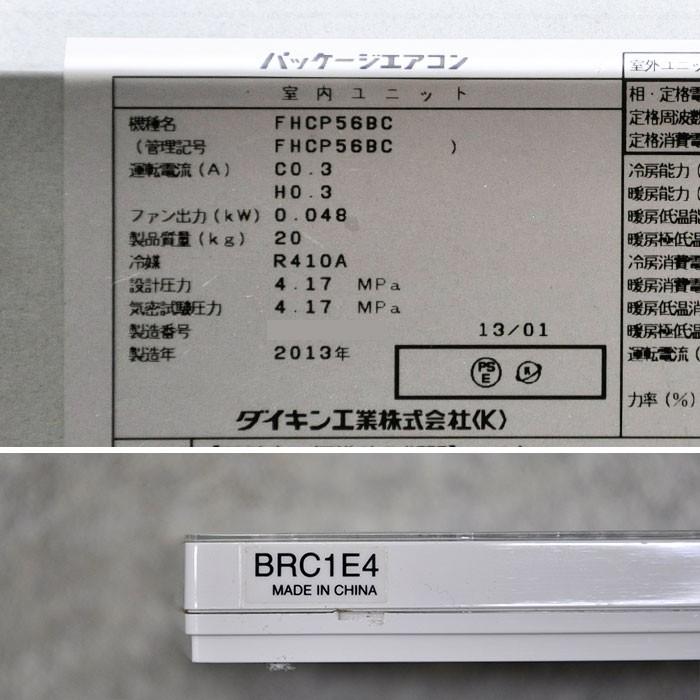 パッケージエアコン
室内ユニット
機種名 FHCP56BC
(管理記号 FHCP56BC )
運転電流(A) C0.3
H0.3
ファン出力(kW) 0.048
製品質量(kg) 20
冷媒 R410A
設計圧力 4.17 MPa
気密試験圧力 4.17 MPa
製造番号 13/01
製造年 2013年
PS
E
ダイキン工業株式会社(K)
室外ユニッ
相・定格電
定格周波数
定格消費電
冷房能力(
暖房能力(
暖房低温能
暖房極低温
冷房消費電
暖房消費電
暖房低温消
暖房極低温
運転電流(
力率(%)
BRC1E4
MADE IN CHINA